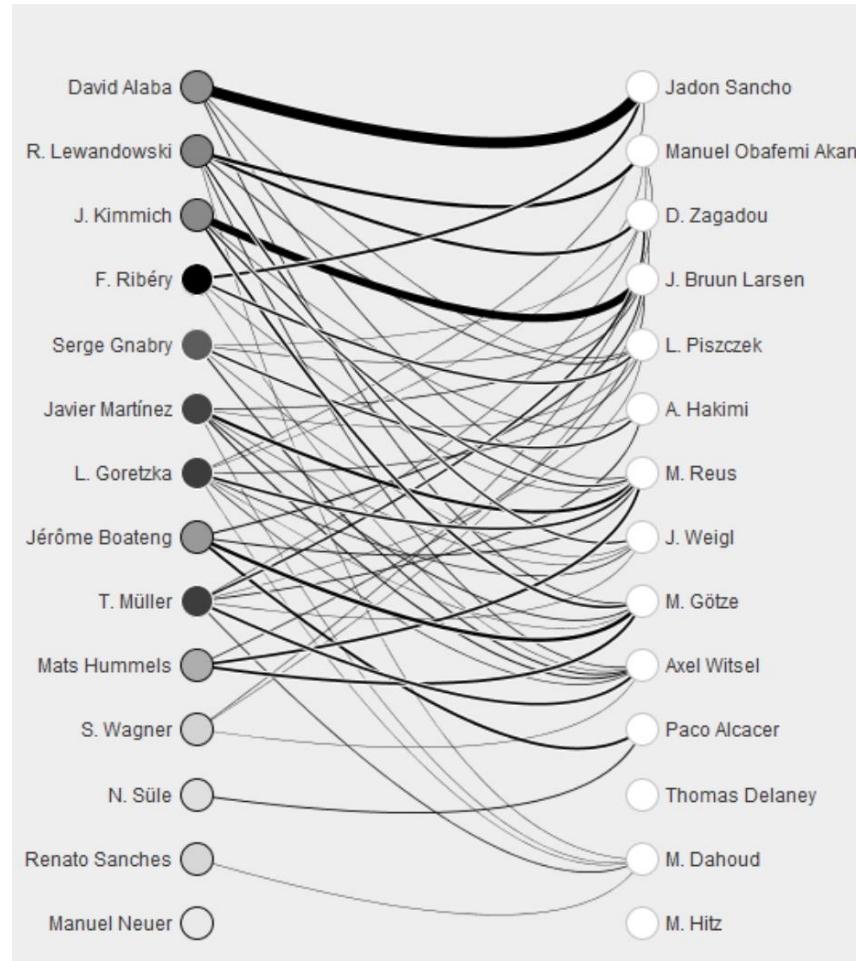 David Alaba
Jadon Sancho
R. Lewandowski
Manuel Obafemi Akan
J. Kimmich
D. Zagadou
F. Ribéry
J. Bruun Larsen
Serge Gnabry
L. Piszczek
Javier Martínez
A. Hakimi
L. Goretzka
M. Reus
Jérôme Boateng
J. Weigl
T. Müller
M. Götze
Mats Hummels
Axel Witsel
S. Wagner
Paco Alcacer
N. Süle
Thomas Delaney
Renato Sanches
M. Dahoud
Manuel Neuer
M. Hitz